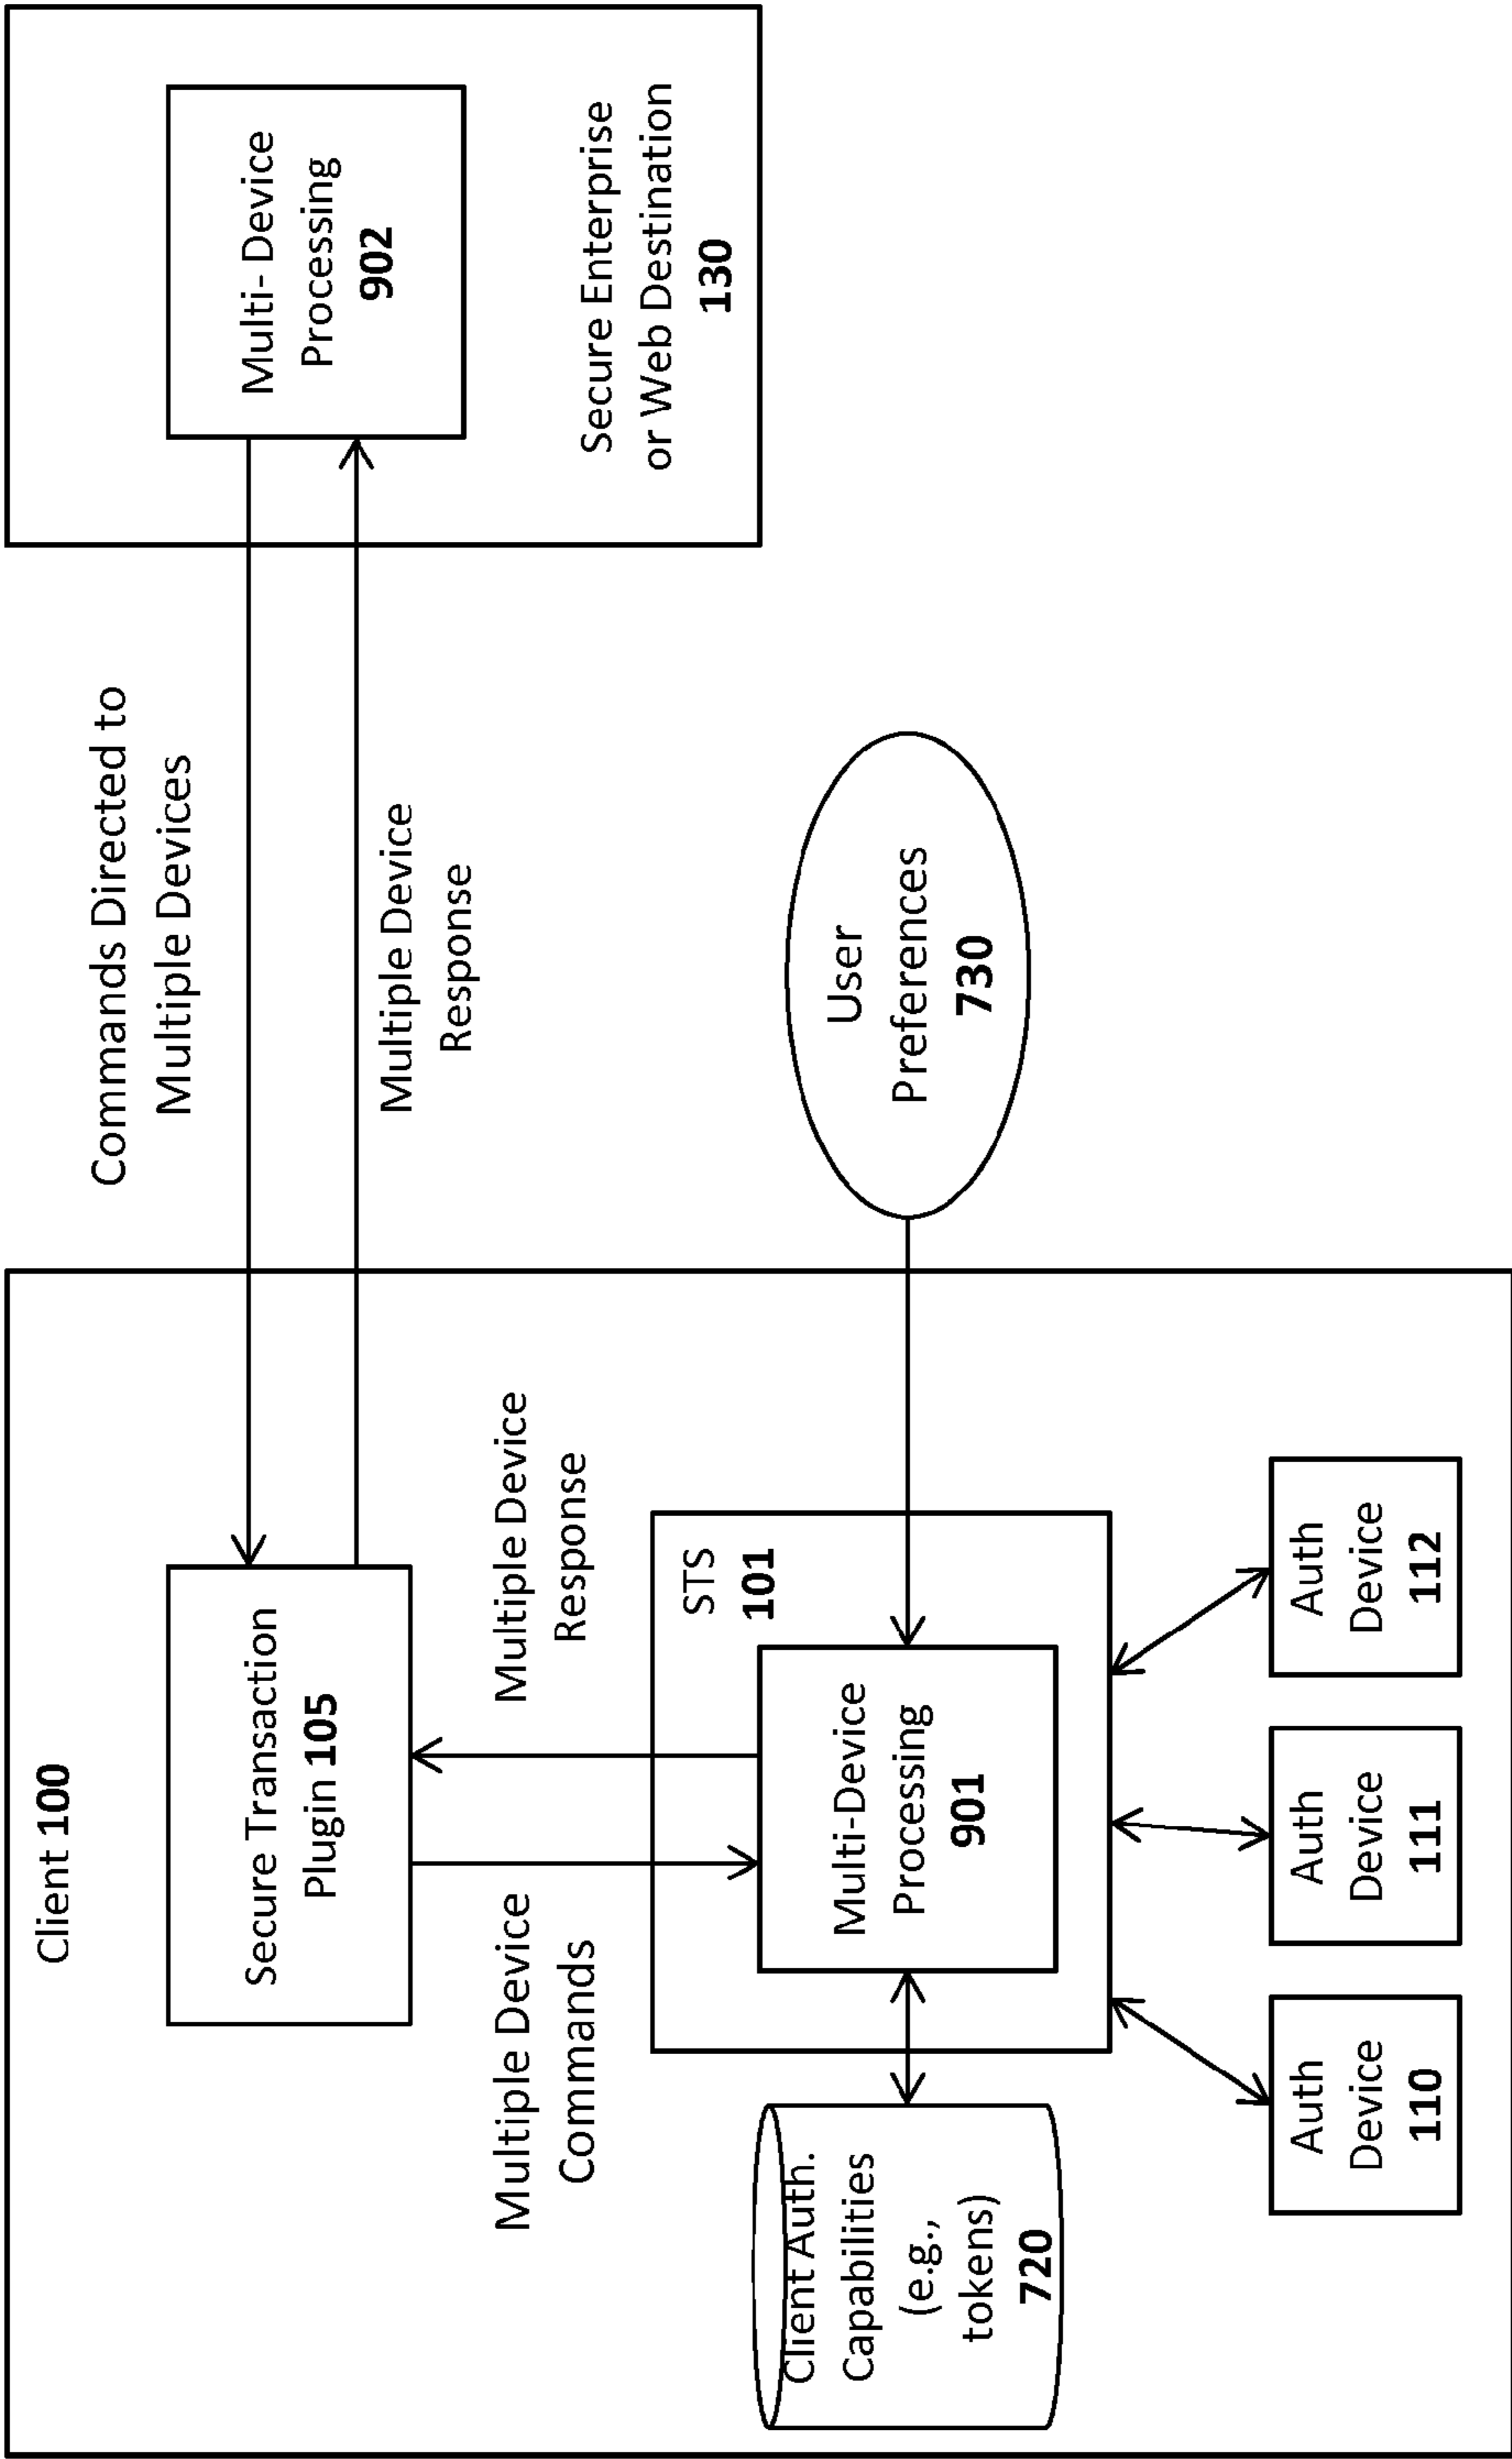 Client 100
Secure Transaction
Plugin 105
Multiple Device
Commands
Multiple Device
Response
STS
101
Multi-Device
Processing
901
Client Auth.
Capabilities
(e.g.,
tokens)
720
Auth
Device
110
Auth
Device
111
Auth
Device
112
Commands Directed to
Multiple Devices
Multiple Device
Response
User
Preferences
730
Multi- Device
Processing
902
Secure Enterprise
or Web Destination
130